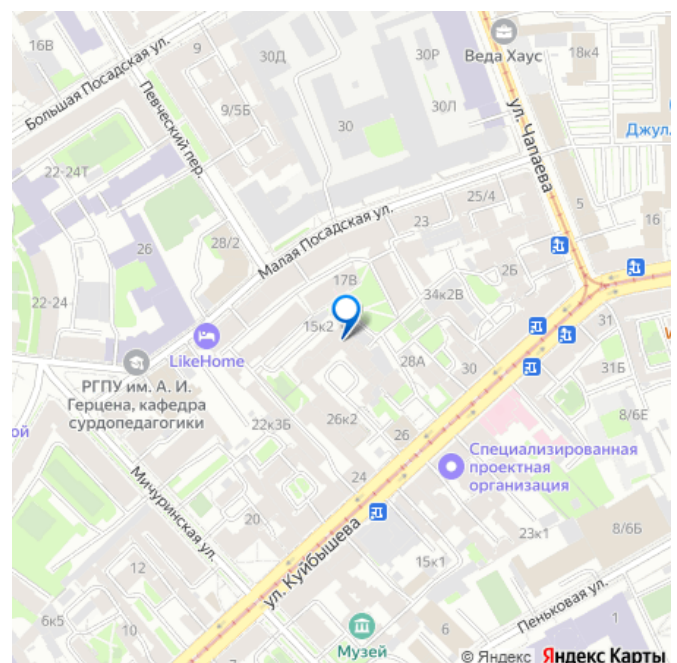 16В
Большая Посадская ул.
9
30Д
30Р
Веда Хаус
18к4
9/5Б
Певческий пер.
30
30Л
ул. Чапаева
Джул
22-24Т
25/4
5
16
26
28/2
Малая Посадская ул.
23
17В
2Б
34к2В
22-24
15к2
31
LikeHome
28А
30
31Б
РГПУ им. А. И.
Герцена, кафедра
сурдопедагогики
ой
22к3Б
26к2
26
8/6Е
Специализированная
проектная
организация
24
Мичуринская ул.
20
ул. Куйбышева
23к1
8/6Б
12
15к1
6к5
10
Пеньковая ул.
1
Музей
© Яндекс Яндекс Карты